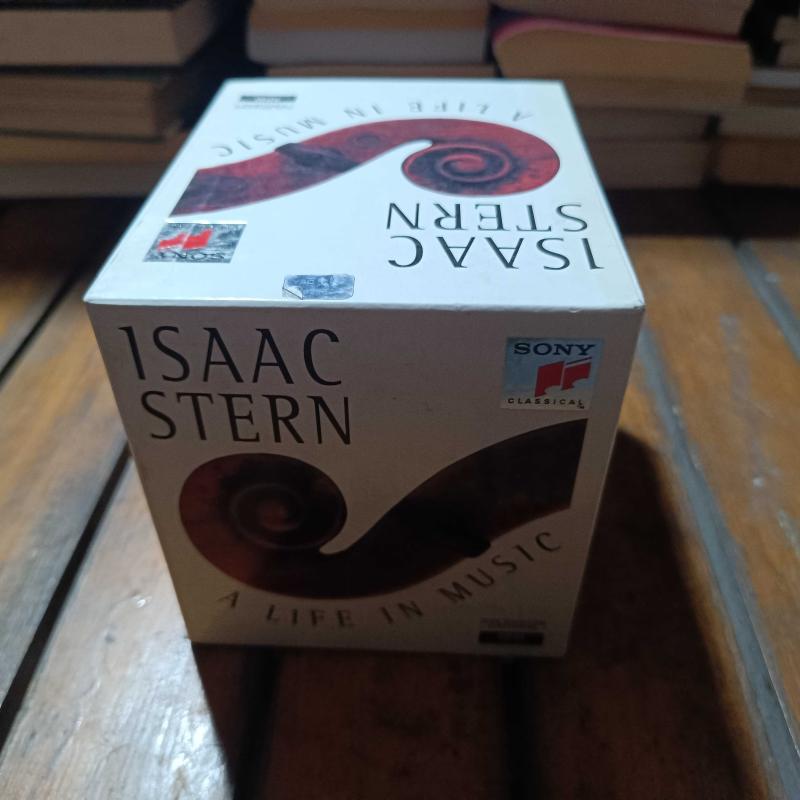 A LIFE IN MUSIC
ISAAC
STERN
SONY
ISAAC
STERN
SONY
CLASSICAL
A LIFE IN MUSIC